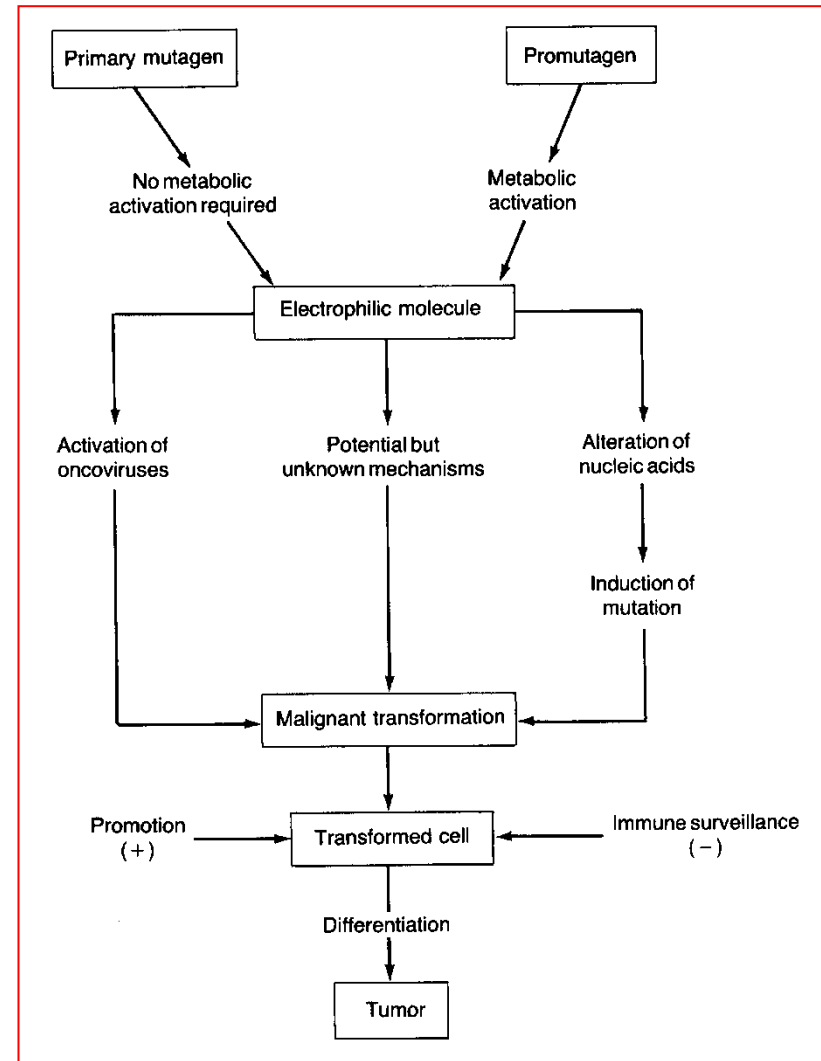 Primary mutagen
Promutagen
No metabolic
activation required
Metabolic
activation
Electrophilic molecule
Activation of
oncoviruses
Potential but
unknown mechanisms
Alteration of
nucleic acids
Induction of
mutation
Malignant transformation
Promotion
(+)
Transformed cell
Immune surveillance
(−)
Differentiation
Tumor